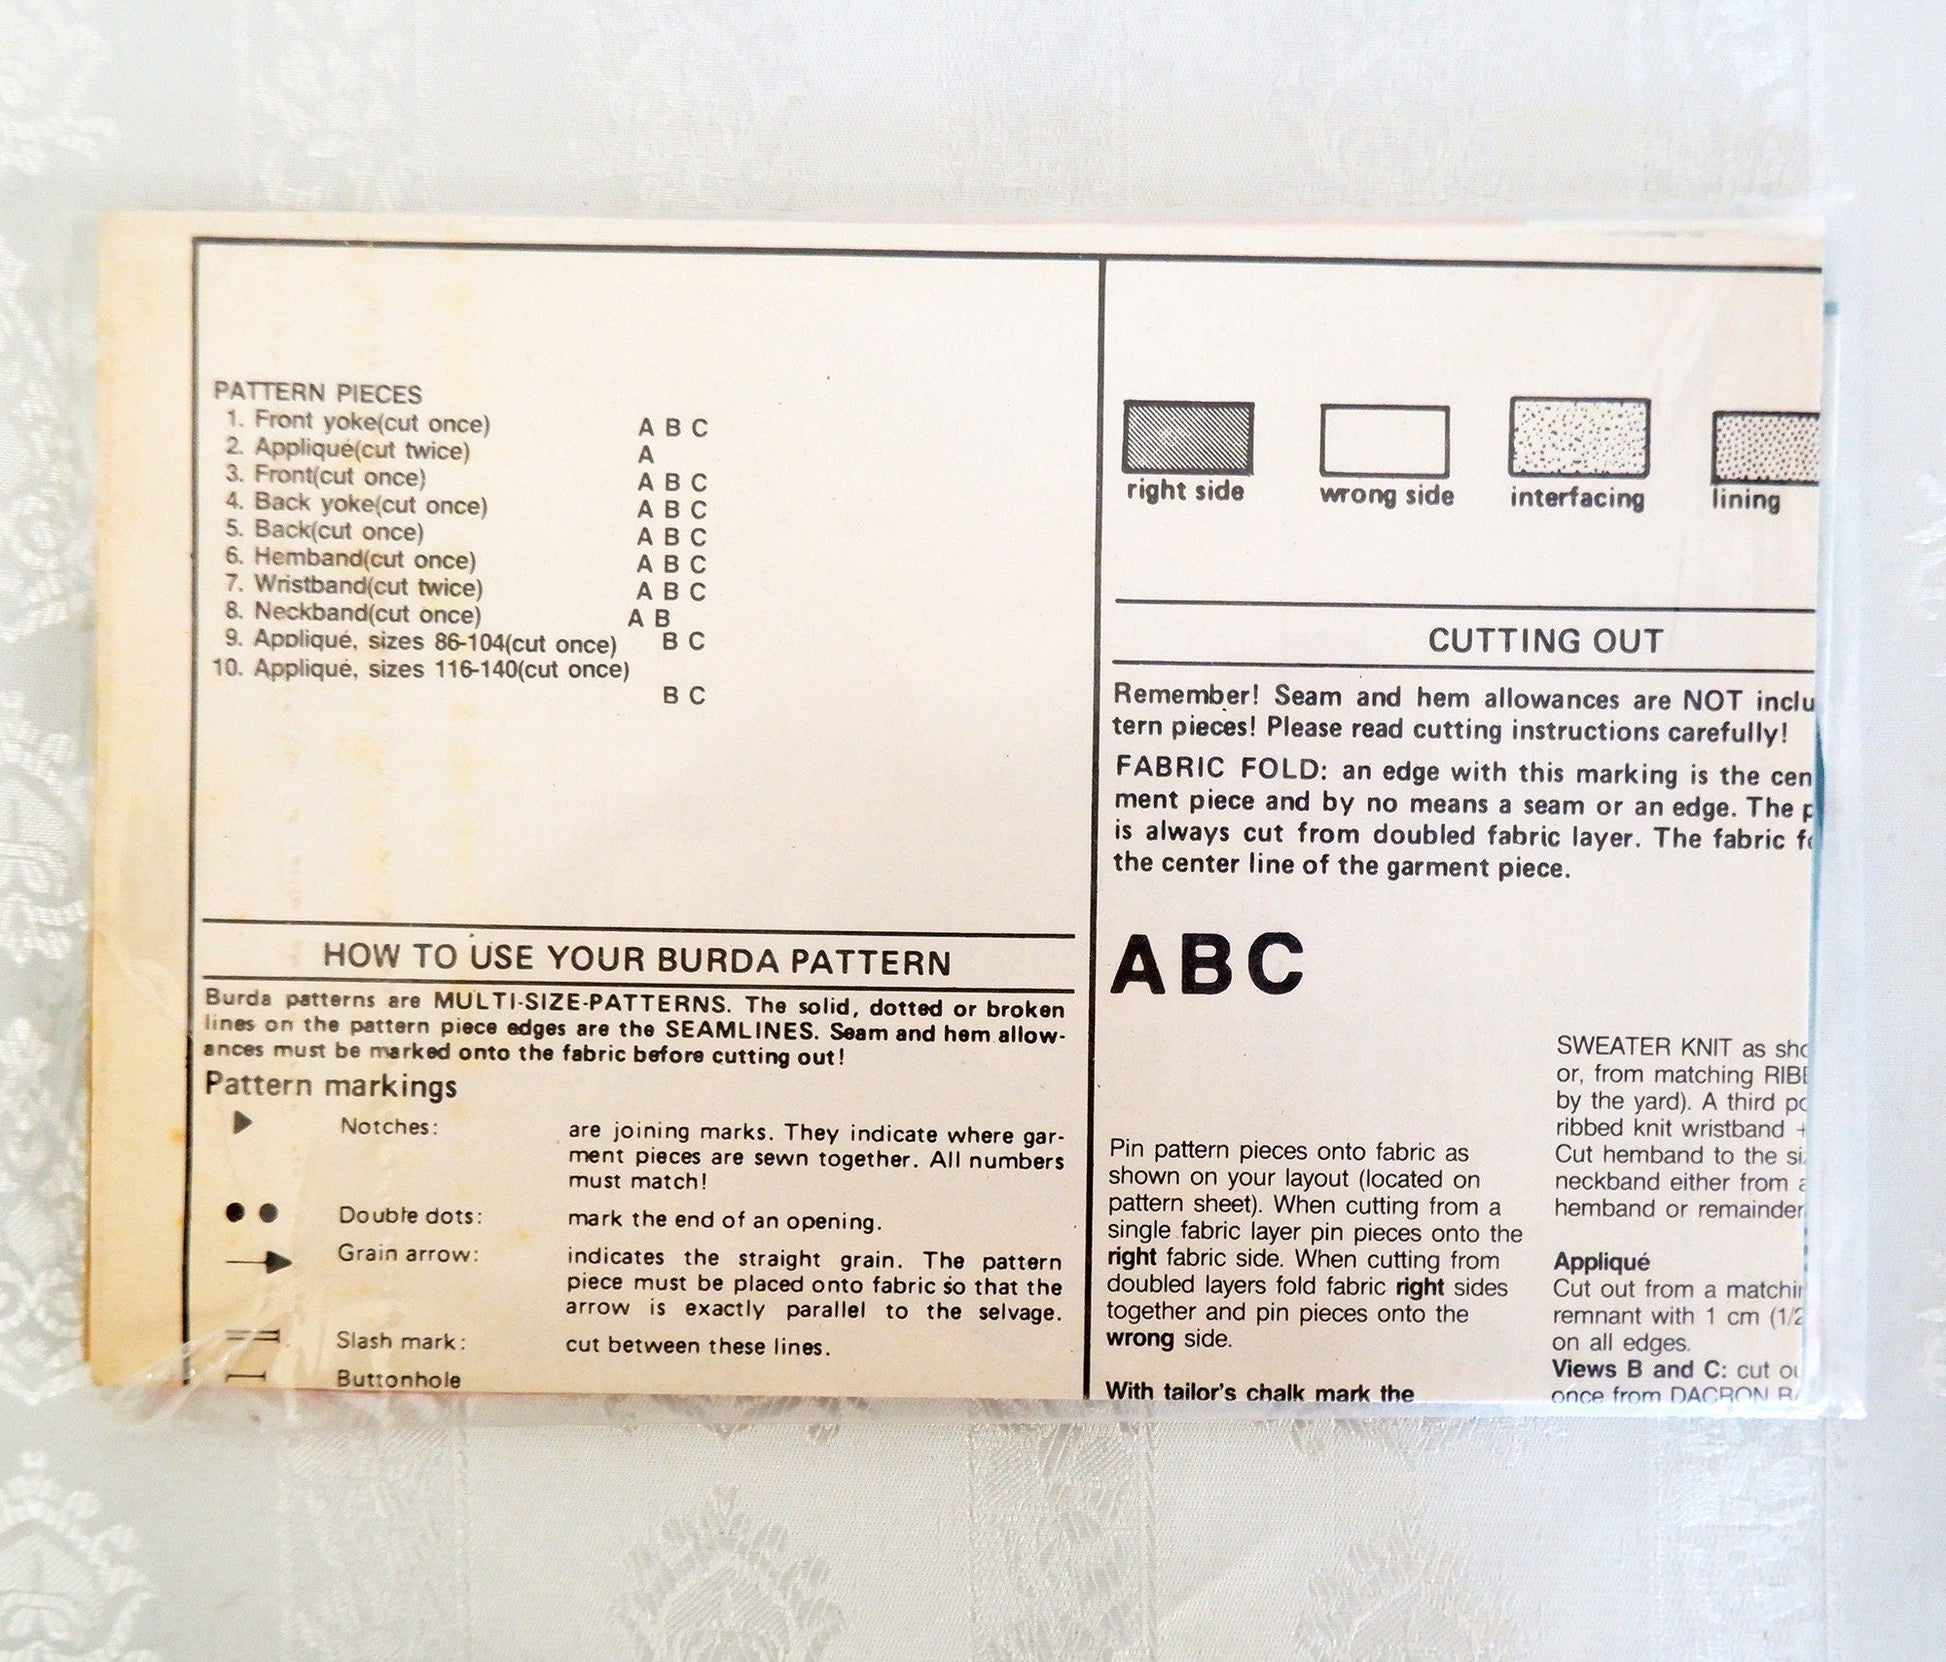 PATTERN PIECES
1. Front yoke(cut once) A B C
2. Appliqué(cut twice) A
3. Front(cut once) A B C
4. Back yoke(cut once) A B C
5. Back(cut once) A B C
6. Hemband(cut once) A B C
7. Wristband(cut twice) A B C
8. Neckband(cut once) A B
9. Appliqué, sizes 86-104(cut once) B C
10. Appliqué, sizes 116-140(cut once)
B C
HOW TO USE YOUR BURDA PATTERN
Burda patterns are MULTI-SIZE-PATTERNS. The solid, dotted or broken
lines on the pattern piece edges are the SEAMLINES. Seam and hem allow-
ances must be marked onto the fabric before cutting out!
Pattern markings
Notches: are joining marks. They indicate where gar-
ment pieces are sewn together. All numbers
must match!
Double dots: mark the end of an opening.
Grain arrow: indicates the straight grain. The pattern
piece must be placed onto fabric so that the
arrow is exactly parallel to the selvage.
Slash mark: cut between these lines.
Buttonhole
right side wrong side interfacing lining
CUTTING OUT
Remember! Seam and hem allowances are NOT inclu
tern pieces! Please read cutting instructions carefully!
FABRIC FOLD: an edge with this marking is the cen
ment piece and by no means a seam or an edge. The p
is always cut from doubled fabric layer. The fabric fo
the center line of the garment piece.
ABC
Pin pattern pieces onto fabric as
shown on your layout (located on
pattern sheet). When cutting from a
single fabric layer pin pieces onto the
right fabric side. When cutting from
doubled layers fold fabric right sides
together and pin pieces onto the
wrong side.
With tailor's chalk mark the
SWEATER KNIT as sho
or, from matching RIB
by the yard). A third po
ribbed knit wristband +
Cut hemband to the si
neckband either from a
hemband or remainder
Appliqué
Cut out from a matchin
remnant with 1 cm (1/2
on all edges.
Views B and C: cut ou
once from DACRON BA